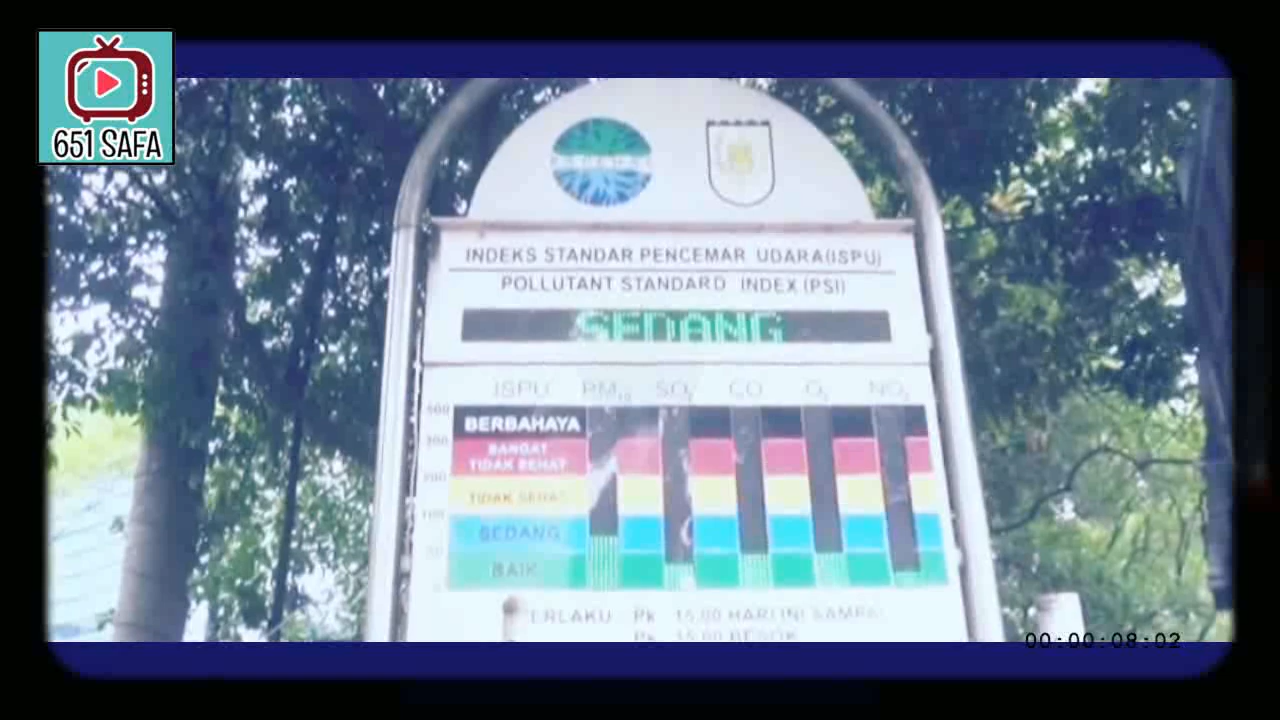 651 SAFA
INDEKS STANDAR PENCEMAR UDARA(ISPU)
POLLUTANT STANDARD INDEX (PSI)
SEDANG
ISPU PM10 SO2 CO O3 NO2
500
BERBAHAYA
300
SANGAT
TIDAK SEHAT
200
TIDAK SEHAT
100
SEDANG
50
BAIK
0
ERLAKU : Pk 15.00 HARI INI SAMPAI
Pk 15.00 BESOK
00:00:08:02